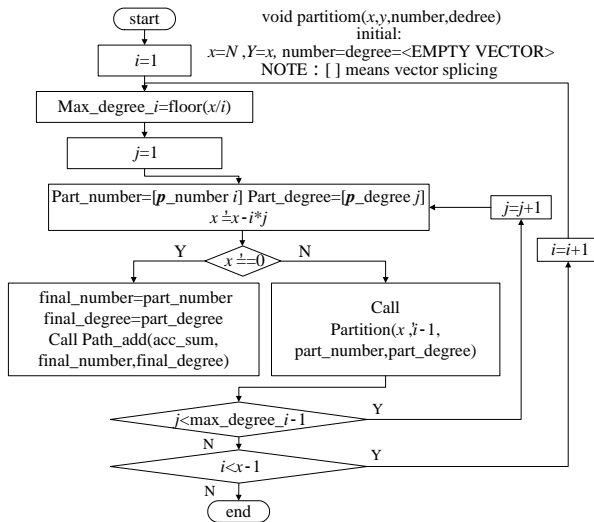 start
void partitiom(x,y,number,dedree)
initial:
x=N ,Y=x, number=degree=<EMPTY VECTOR>
NOTE：[ ] means vector splicing
i=1
Max_degree_i=floor(x/i)
j=1
Part_number=[p_number i] Part_degree=[p_degree j]
x'=x-i*j
j=j+1
i=i+1
Y
x'==0
N
final_number=part_number
final_degree=part_degree
Call Path_add(acc_sum,
final_number,final_degree)
Call
Partition(x',i-1,
part_number,part_degree)
j<max_degree_i-1
Y
N
i<x-1
Y
N
end